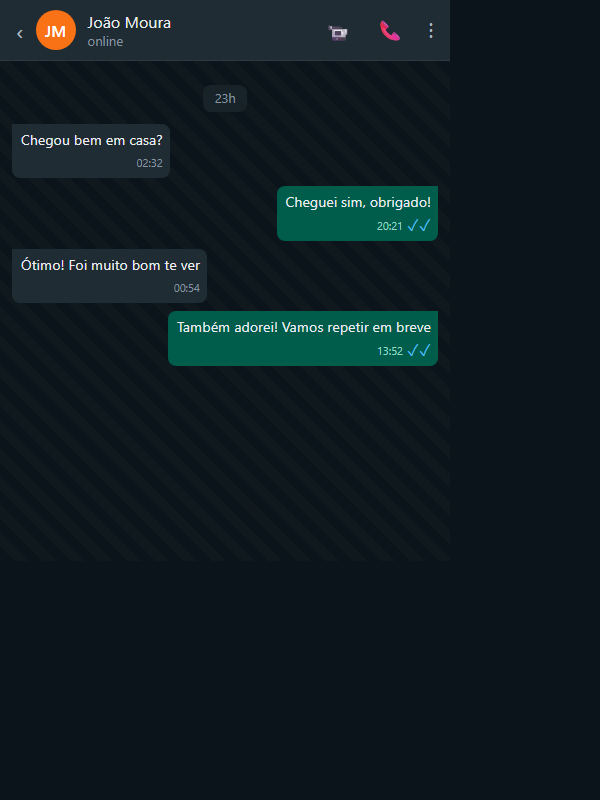 João Moura
JM
online
23h
Chegou bem em casa?
02:32
Cheguei sim, obrigado!
20:21
Ótimo! Foi muito bom te ver
00:54
Também adorei! Vamos repetir em breve
13:52